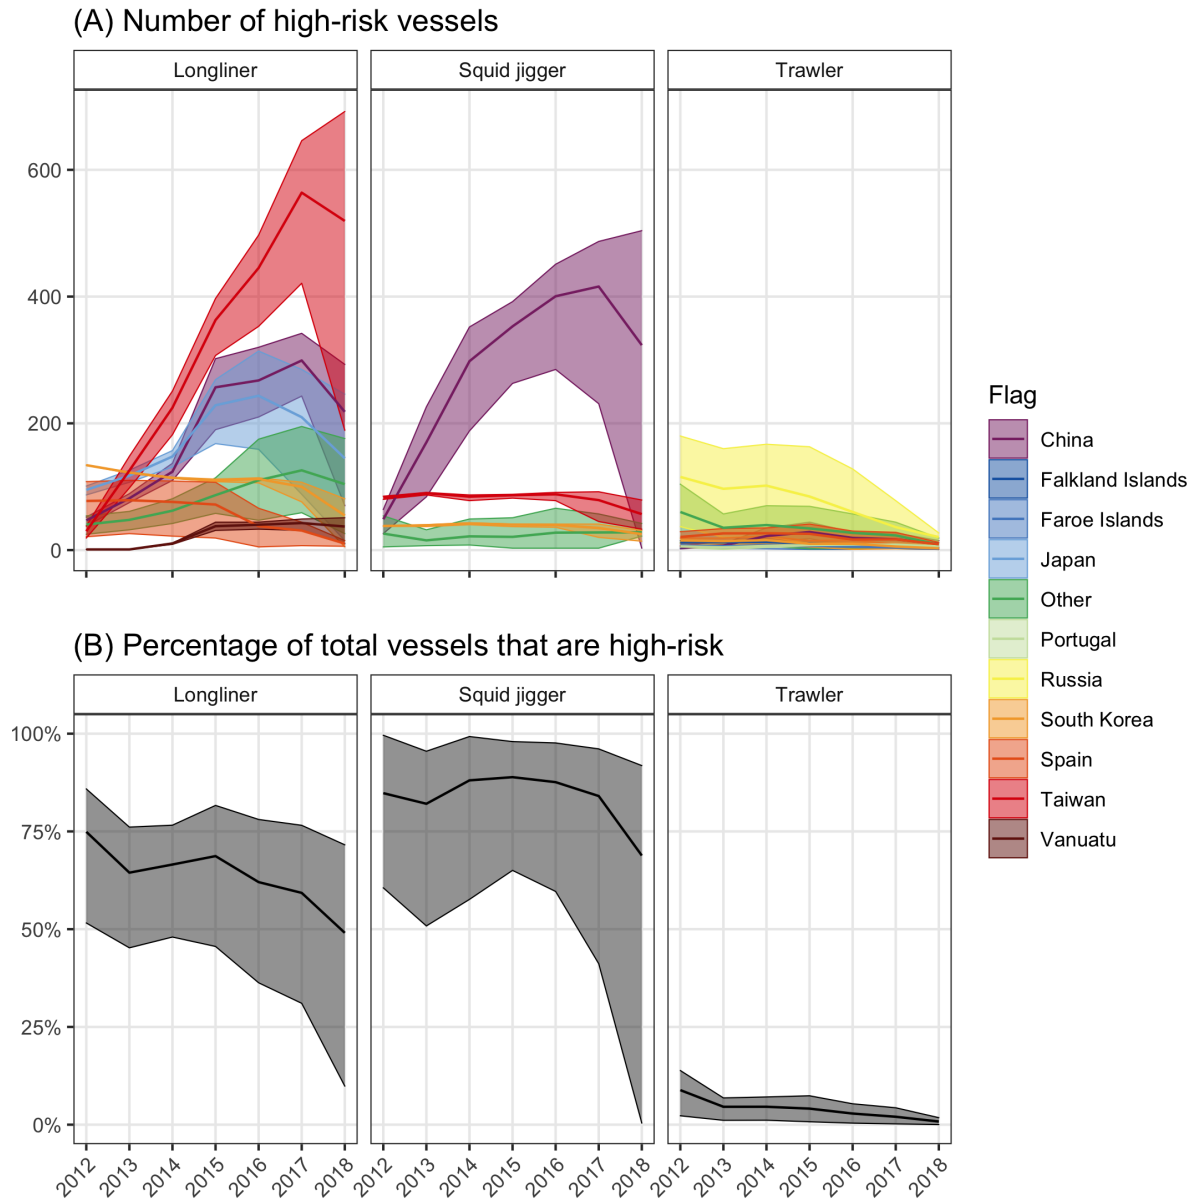 (A) Number of high-risk vessels
Longliner
Squid jigger
Trawler
600
400
200
0
Flag
China
Falkland Islands
Faroe Islands
Japan
Other
Portugal
Russia
South Korea
Spain
Taiwan
Vanuatu
(B) Percentage of total vessels that are high-risk
Longliner
Squid jigger
Trawler
100%
75%
50%
25%
0%
2012 2013 2014 2015 2016 2017 2018
2012 2013 2014 2015 2016 2017 2018
2012 2013 2014 2015 2016 2017 2018